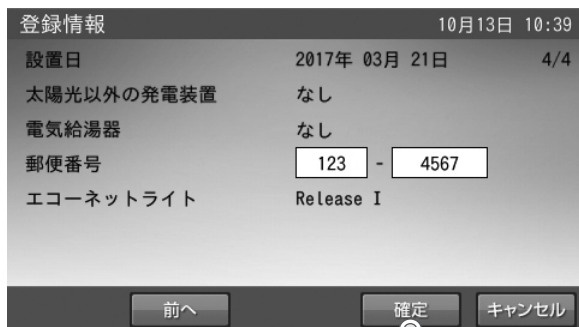 登録情報 10月13日 10:39
設置日 2017年 03月 21日 4/4
太陽光以外の発電装置 なし
電気給湯器 なし
郵便番号 123 - 4567
エコーネットライト Release I
前へ 確定 キャンセル